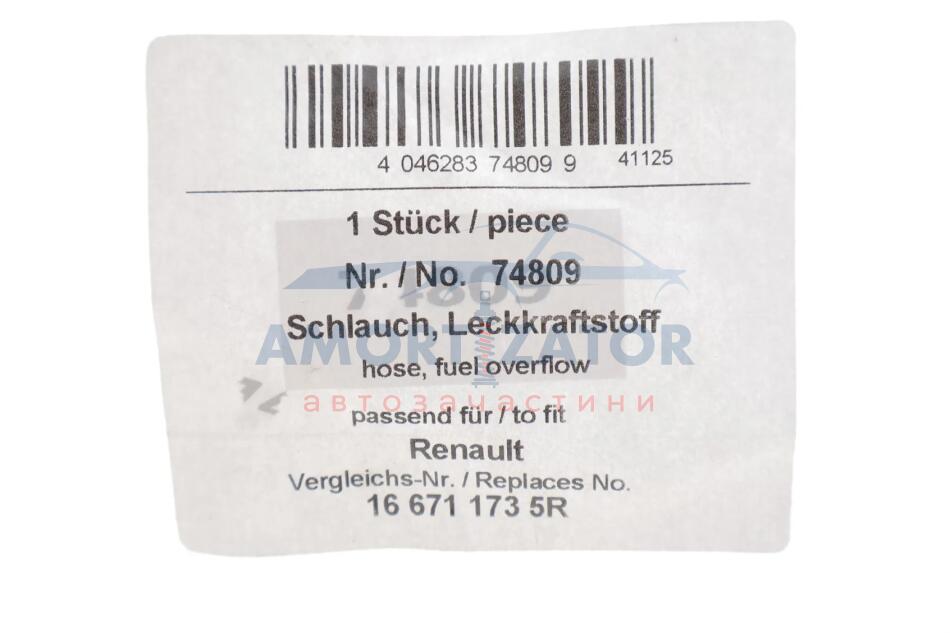 4 046283 748099 41125
1 Stück / piece
Nr. / No. 74809
74809
Schlauch, Leckkraftstoff
AMORTIZATOR
hose, fuel overflow
автозапчастини
passend für / to fit
Renault
Vergleichs-Nr. / Replaces No.
16 671 173 5R